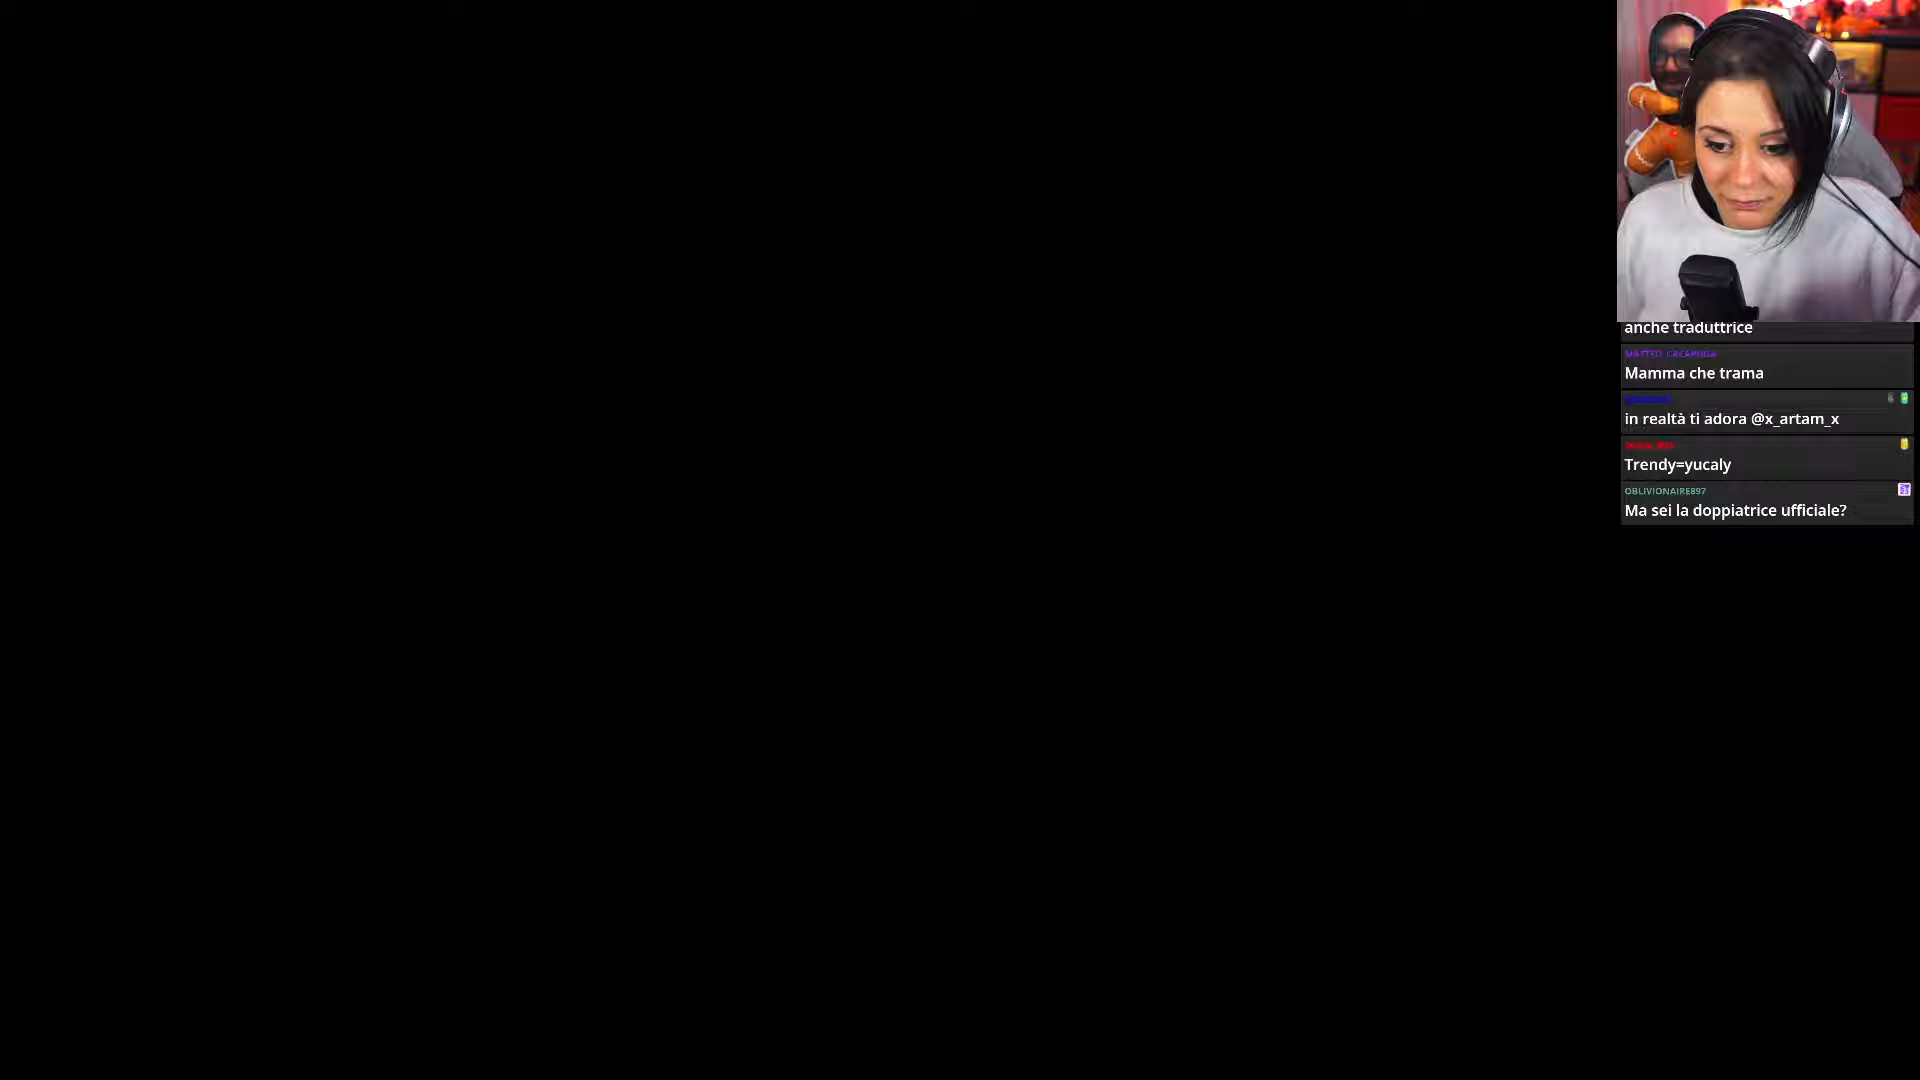 anche traduttrice
Mamma che trama
in realtà ti adora @x_artam_x
Trendy=yucaly
OBLIVIONAIRE897
Ma sei la doppiatrice ufficiale?